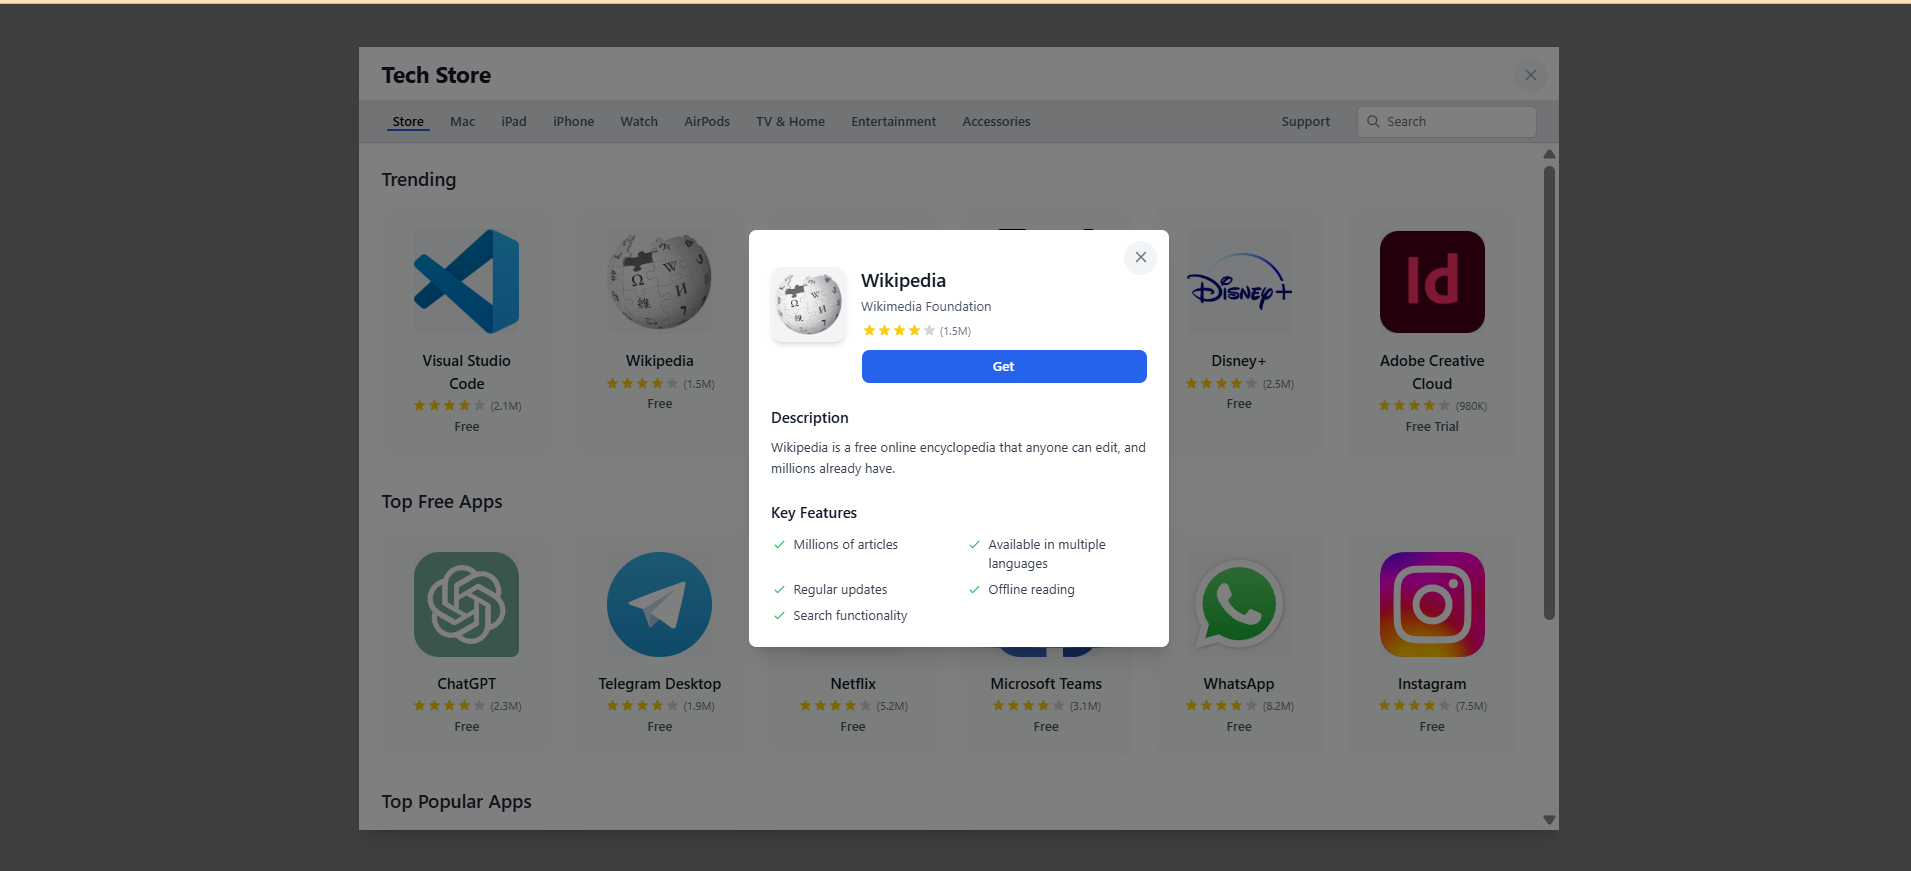 Tech Store
Store Mac iPad iPhone Watch AirPods TV & Home Entertainment Accessories Support Search
Trending
Visual Studio
Code
(2.1M)
Free
Wikipedia
(1.5M)
Free
Disney+
Disney+
(2.5M)
Free
Id
Adobe Creative
Cloud
(980K)
Free Trial
Wikipedia
Wikimedia Foundation
(1.5M)
Get
Description
Wikipedia is a free online encyclopedia that anyone can edit, and
millions already have.
Key Features
Millions of articles
Available in multiple
languages
Regular updates
Offline reading
Search functionality
Top Free Apps
ChatGPT
(2.3M)
Free
Telegram Desktop
(1.9M)
Free
Netflix
(5.2M)
Free
Microsoft Teams
(3.1M)
Free
WhatsApp
(8.2M)
Free
Instagram
(7.5M)
Free
Top Popular Apps